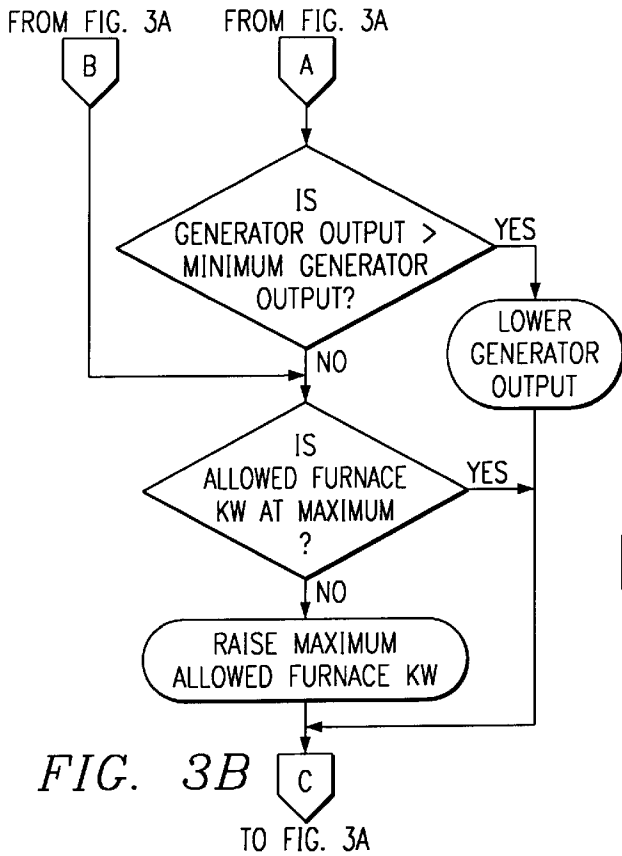 FROM FIG. 3A
FROM FIG. 3A
B
A
IS
GENERATOR OUTPUT >
MINIMUM GENERATOR
OUTPUT?
YES
LOWER
GENERATOR
OUTPUT
NO
IS
ALLOWED FURNACE
KW AT MAXIMUM
?
YES
NO
RAISE MAXIMUM
ALLOWED FURNACE KW
FIG. 3B
C
TO FIG. 3A